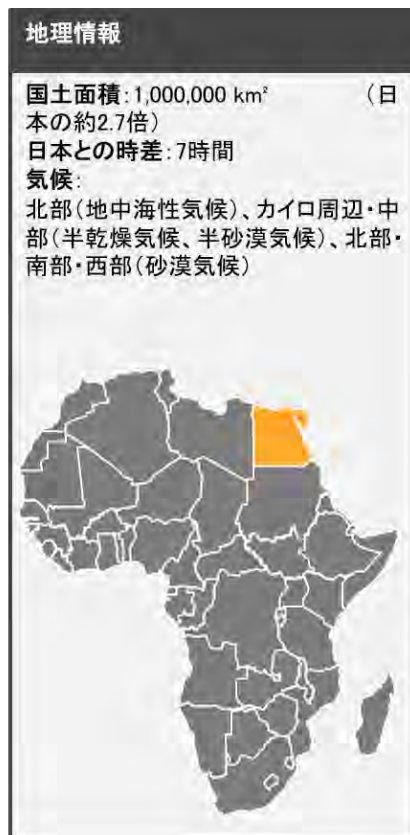 地理情報
国土面積:1,000,000 km² （日
本の約2.7倍）
日本との時差:7時間
気候:
北部（地中海性気候）、カイロ周辺・中
部（半乾燥気候、半砂漠気候）、北部・
南部・西部（砂漠気候）